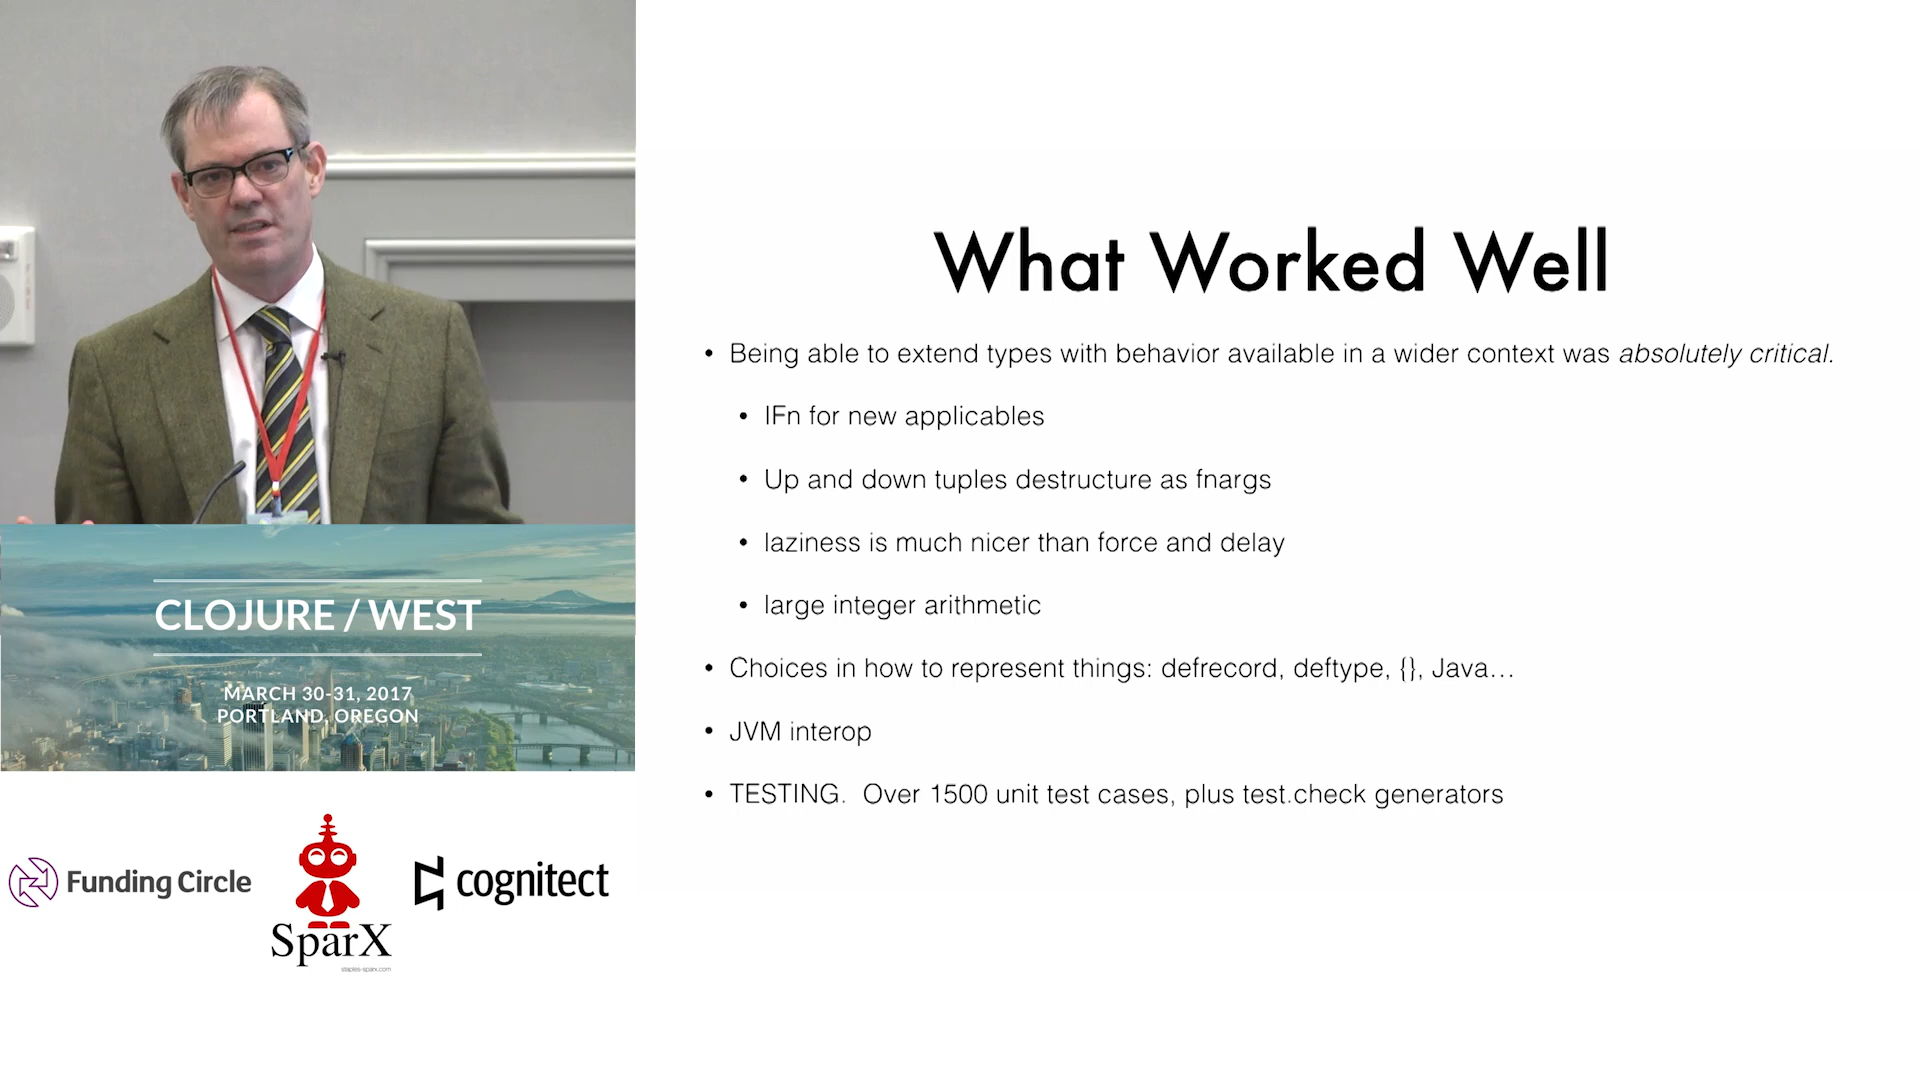 What Worked Well
• Being able to extend types with behavior available in a wider context was absolutely critical.
• IFn for new applicables
• Up and down tuples destructure as fnargs
• laziness is much nicer than force and delay
• large integer arithmetic
• Choices in how to represent things: defrecord, deftype, {}, Java…
• JVM interop
• TESTING.  Over 1500 unit test cases, plus test.check generators
CLOJURE / WEST
MARCH 30-31, 2017
PORTLAND, OREGON
Funding Circle
SparX
staples-sparx.com
cognitect